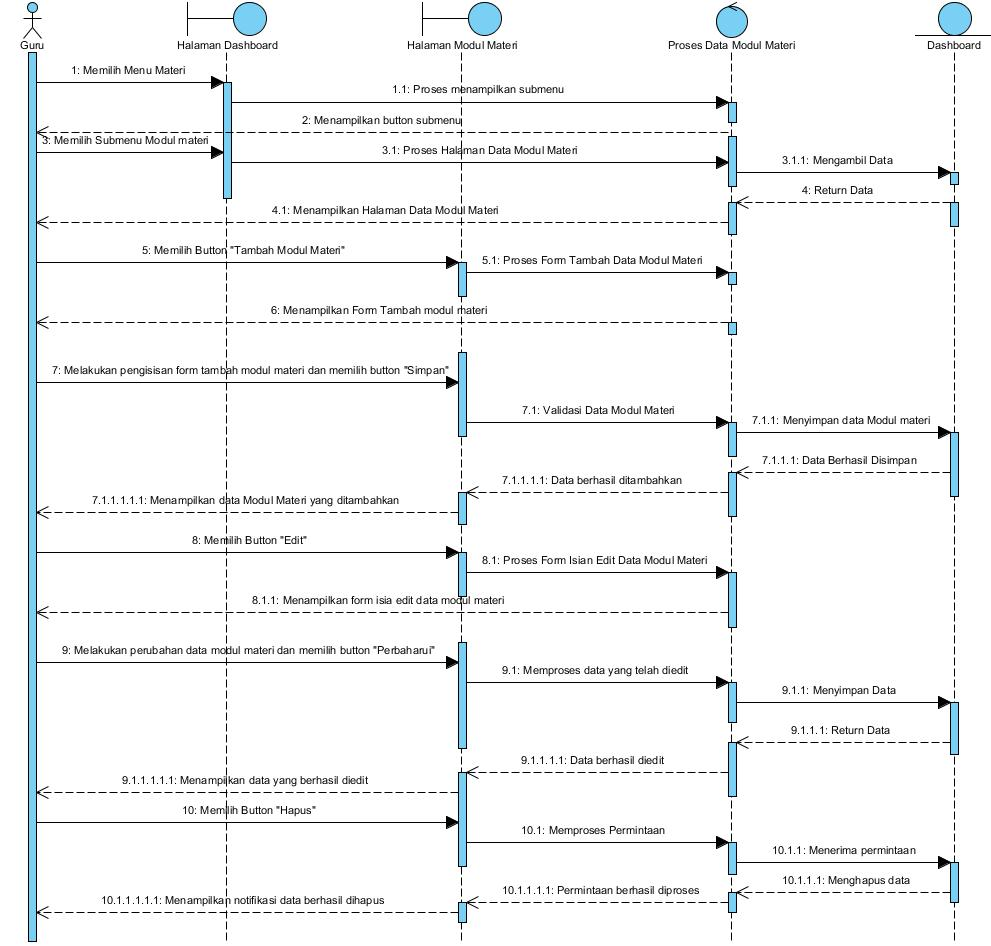 Guru
Halaman Dashboard
Halaman Modul Materi
Proses Data Modul Materi
Dashboard
1: Memilih Menu Materi
1.1: Proses menampilkan submenu
2: Menampilkan button submenu
3: Memilih Submenu Modul materi
3.1: Proses Halaman Data Modul Materi
3.1.1: Mengambil Data
4: Return Data
4.1: Menampilkan Halaman Data Modul Materi
5: Memilih Button "Tambah Modul Materi"
5.1: Proses Form Tambah Data Modul Materi
6: Menampilkan Form Tambah modul materi
7: Melakukan pengisisan form tambah modul materi dan memilih button "Simpan"
7.1: Validasi Data Modul Materi
7.1.1: Menyimpan data Modul materi
7.1.1.1: Data Berhasil Disimpan
7.1.1.1.1: Data berhasil ditambahkan
7.1.1.1.1.1: Menampilkan data Modul Materi yang ditambahkan
8: Memilih Button "Edit"
8.1: Proses Form Isian Edit Data Modul Materi
8.1.1: Menampilkan form isia edit data modul materi
9: Melakukan perubahan data modul materi dan memilih button "Perbaharui"
9.1: Memproses data yang telah diedit
9.1.1: Menyimpan Data
9.1.1.1: Return Data
9.1.1.1.1: Data berhasil diedit
9.1.1.1.1.1: Menampilkan data yang berhasil diedit
10: Memilih Button "Hapus"
10.1: Memproses Permintaan
10.1.1: Menerima permintaan
10.1.1.1: Menghapus data
10.1.1.1.1: Permintaan berhasil diproses
10.1.1.1.1.1: Menampilkan notifikasi data berhasil dihapus